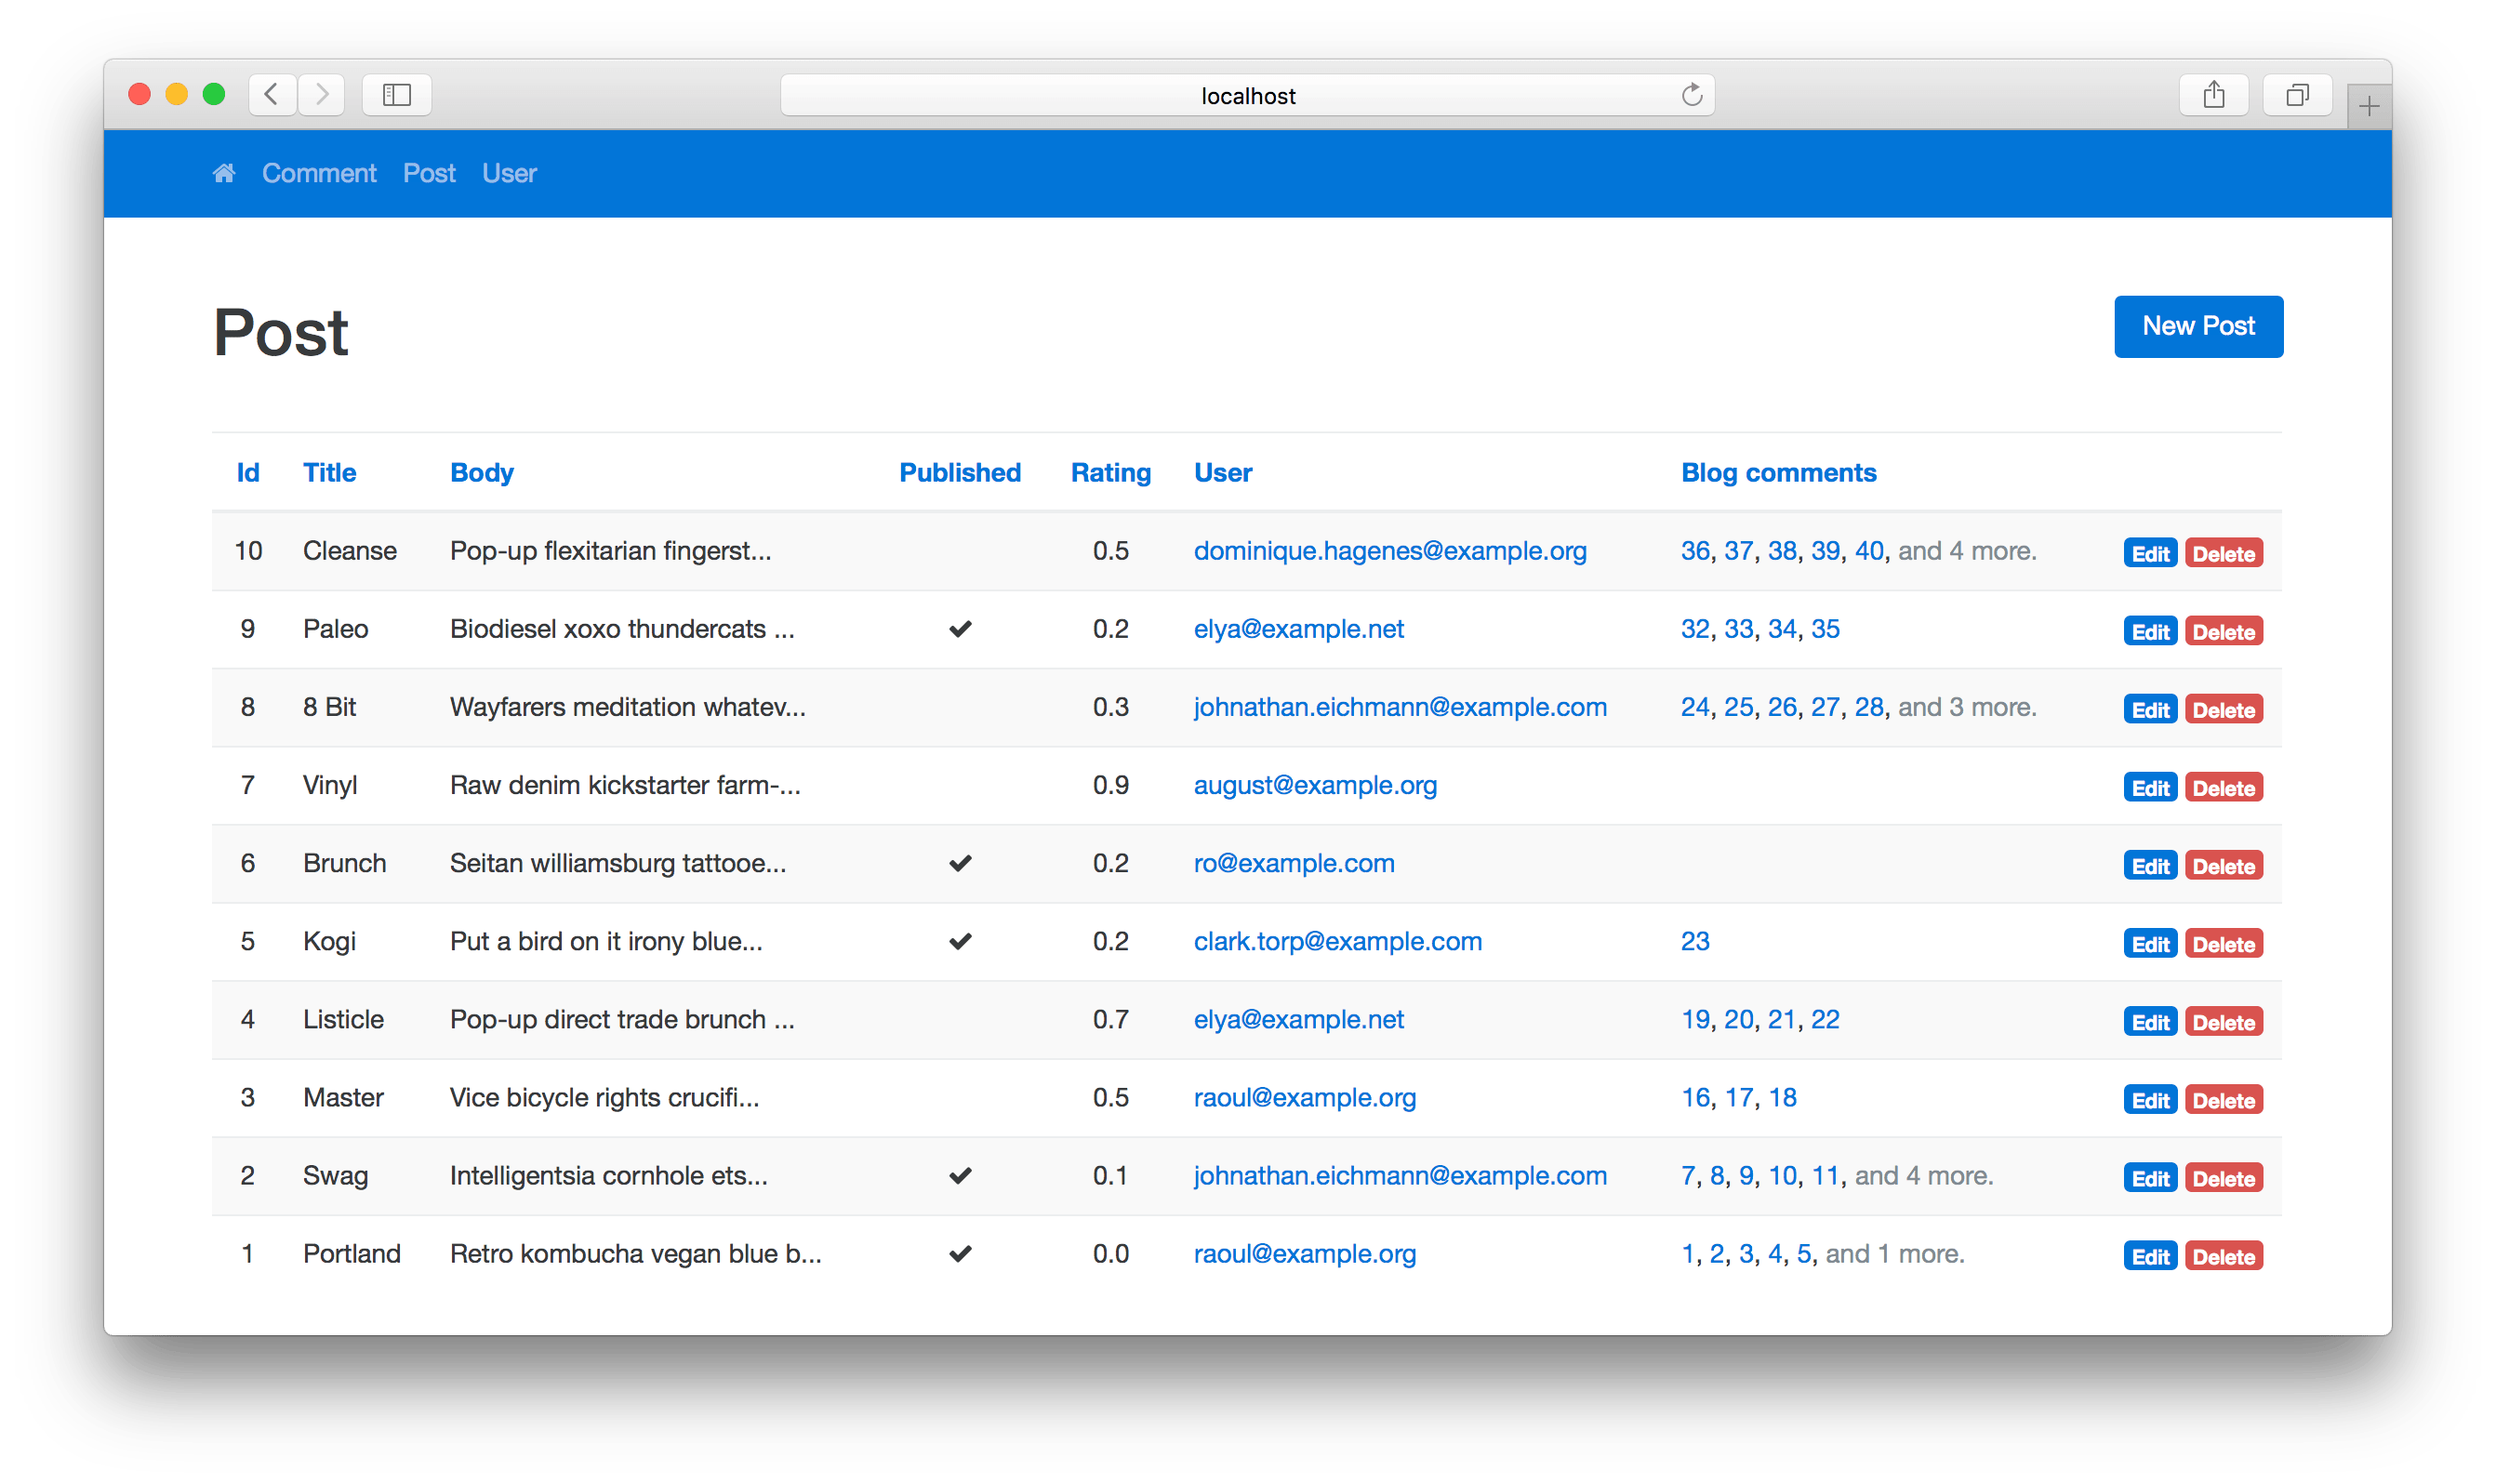 localhost
Comment Post User
Post
New Post
Id Title Body Published Rating User Blog comments
10 Cleanse Pop-up flexitarian fingerst... 0.5 dominique.hagenes@example.org 36, 37, 38, 39, 40, and 4 more. Edit Delete
9 Paleo Biodiesel xoxo thundercats ... 0.2 elya@example.net 32, 33, 34, 35 Edit Delete
8 8 Bit Wayfarers meditation whatev... 0.3 johnathan.eichmann@example.com 24, 25, 26, 27, 28, and 3 more. Edit Delete
7 Vinyl Raw denim kickstarter farm-... 0.9 august@example.org Edit Delete
6 Brunch Seitan williamsburg tattooe... 0.2 ro@example.com Edit Delete
5 Kogi Put a bird on it irony blue... 0.2 clark.torp@example.com 23 Edit Delete
4 Listicle Pop-up direct trade brunch ... 0.7 elya@example.net 19, 20, 21, 22 Edit Delete
3 Master Vice bicycle rights crucifi... 0.5 raoul@example.org 16, 17, 18 Edit Delete
2 Swag Intelligentsia cornhole ets... 0.1 johnathan.eichmann@example.com 7, 8, 9, 10, 11, and 4 more. Edit Delete
1 Portland Retro kombucha vegan blue b... 0.0 raoul@example.org 1, 2, 3, 4, 5, and 1 more. Edit Delete